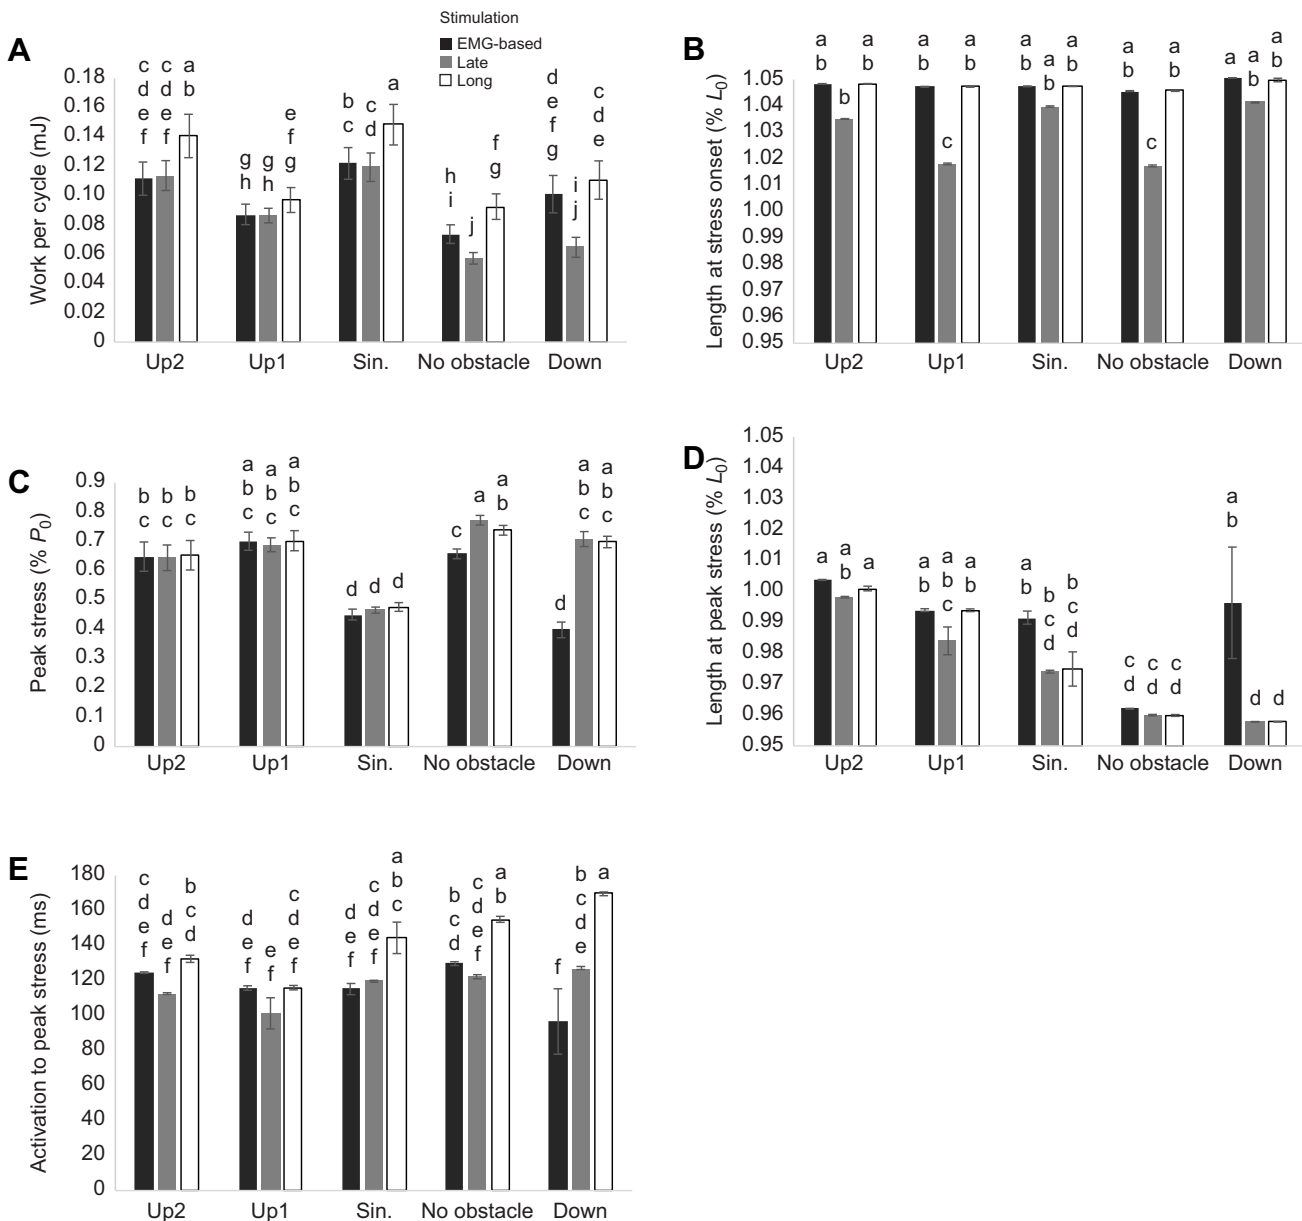 Stimulation
EMG-based
Late
Long
A
Work per cycle (mJ)
0.18
0.16
0.14
0.12
0.10
0.08
0.06
0.04
0.02
0
c d e f
c d e f
a b
g h
g h
e f g
b c
c d
a
h i
j
f g
d e f g
i j
c d e
Up2 Up1 Sin. No obstacle Down
B
Length at stress onset (% L0)
1.05
1.04
1.03
1.02
1.01
1.00
0.99
0.98
0.97
0.96
0.95
a b
b
a b
a b
c
a b
a b
a b
a b
a b
c
a b
a
a b
a b
Up2 Up1 Sin. No obstacle Down
C
Peak stress (% P0)
0.9
0.8
0.7
0.6
0.5
0.4
0.3
0.2
0.1
0
b c
b c
b c
a b c
a b c
a b c
d
d
d
c
a
a b
d
a b c
a b c
Up2 Up1 Sin. No obstacle Down
D
Length at peak stress (% L0)
1.05
1.04
1.03
1.02
1.01
1.00
0.99
0.98
0.97
0.96
0.95
a
a b
a
a b
a b c
a b
a b
b c d
b c d
c d
c d
c d
a b
d
d
Up2 Up1 Sin. No obstacle Down
E
Activation to peak stress (ms)
180
160
140
120
100
80
60
40
20
0
c d e f
d e f
b c d
d e f
e f
c d e f
d e f
c d e f
a b c
b c d
c d e f
a b
f
b c d e
a
Up2 Up1 Sin. No obstacle Down